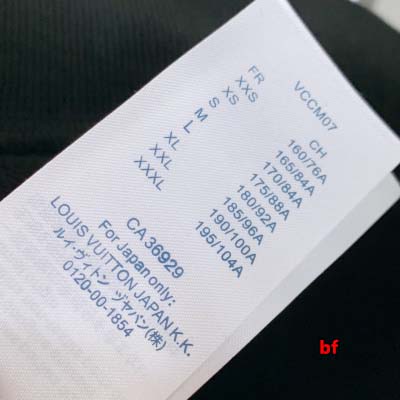 VCCM07
FR CH
XXS 160/76A
XS 165/84A
S 170/84A
M 175/88A
L 180/92A
XL 185/96A
XXL 190/100A
XXXL 195/104A
CA 36929
For Japan only:
LOUIS VUITTON JAPAN K.K.
ルイ ヴィトン ヅャパン(株)
0120-00-1854
bf